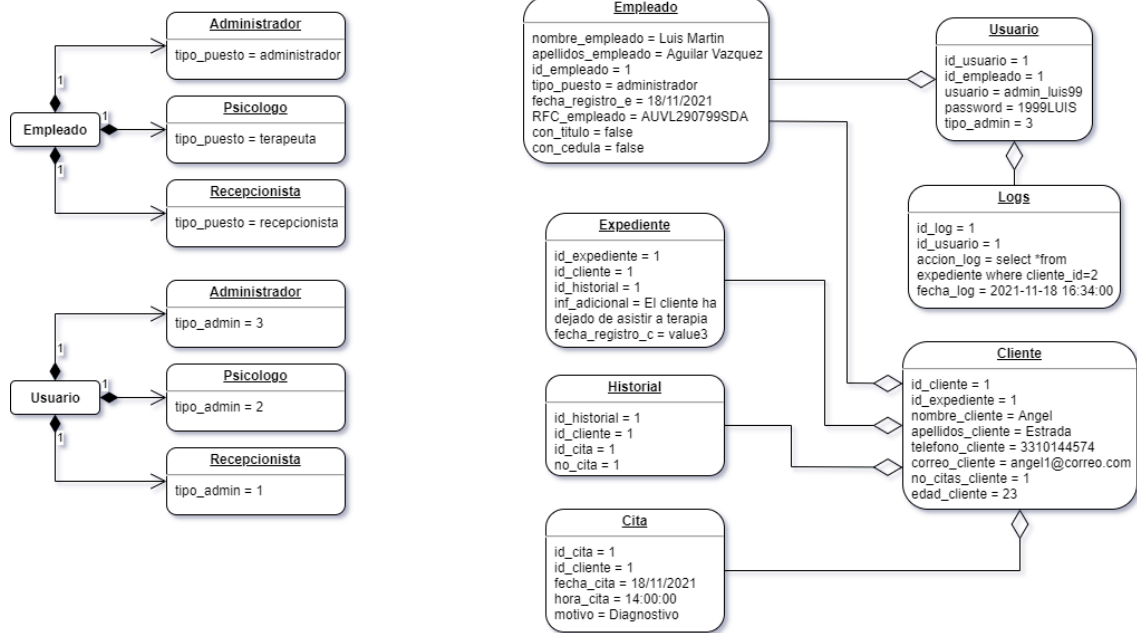 Administrador
tipo_puesto = administrador
1
Empleado
1
Psicologo
tipo_puesto = terapeuta
1
Recepcionista
tipo_puesto = recepcionista
Administrador
tipo_admin = 3
1
Usuario
1
Psicologo
tipo_admin = 2
1
Recepcionista
tipo_admin = 1
Empleado
nombre_empleado = Luis Martin
apellidos_empleado = Aguilar Vazquez
id_empleado = 1
tipo_puesto = administrador
fecha_registro_e = 18/11/2021
RFC_empleado = AUVL290799SDA
con_titulo = false
con_cedula = false
Usuario
id_usuario = 1
id_empleado = 1
usuario = admin_luis99
password = 1999LUIS
tipo_admin = 3
Logs
id_log = 1
id_usuario = 1
accion_log = select *from
expediente where cliente_id=2
fecha_log = 2021-11-18 16:34:00
Expediente
id_expediente = 1
id_cliente = 1
id_historial = 1
inf_adicional = El cliente ha
dejado de asistir a terapia
fecha_registro_c = value3
Historial
id_historial = 1
id_cliente = 1
id_cita = 1
no_cita = 1
Cliente
id_cliente = 1
id_expediente = 1
nombre_cliente = Angel
apellidos_cliente = Estrada
telefono_cliente = 3310144574
correo_cliente = angel1@correo.com
no_citas_cliente = 1
edad_cliente = 23
Cita
id_cita = 1
id_cliente = 1
fecha_cita = 18/11/2021
hora_cita = 14:00:00
motivo = Diagnostivo